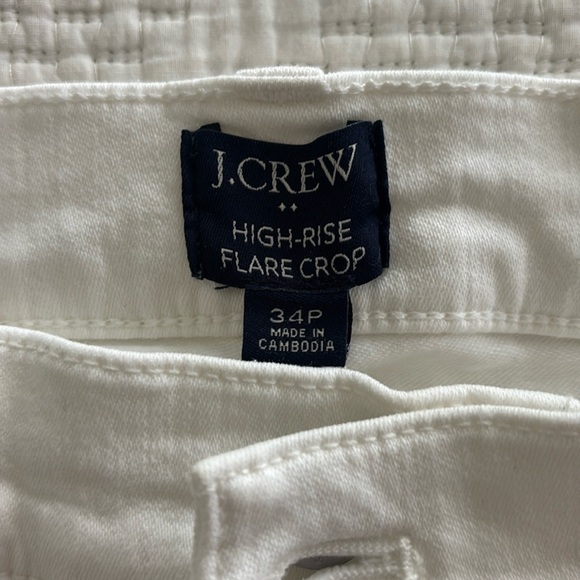 J.CREW
HIGH-RISE
FLARE CROP
34P
MADE IN
CAMBODIA